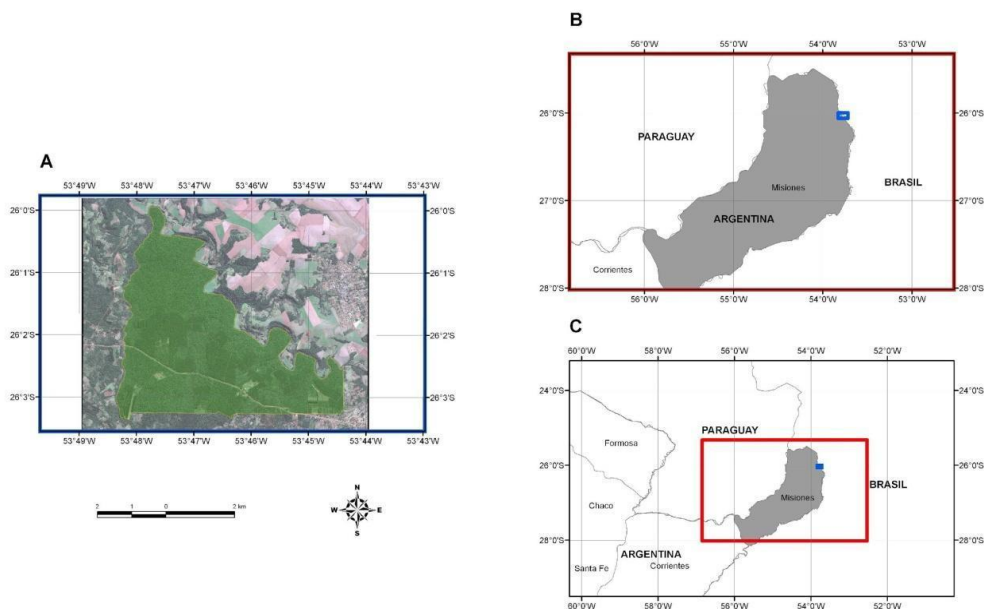 A
53°49'W 53°48'W 53°47'W 53°46'W 53°45'W 53°44'W 53°43'W
26°0'S 26°0'S
26°1'S 26°1'S
26°2'S 26°2'S
26°3'S 26°3'S
53°49'W 53°48'W 53°47'W 53°46'W 53°45'W 53°44'W 53°43'W
2 1 0 2 km
N
W E
S
B
56°0'W 55°0'W 54°0'W 53°0'W
26°0'S 26°0'S
PARAGUAY
Misiones
BRASIL
27°0'S 27°0'S
ARGENTINA
Corrientes
28°0'S 28°0'S
56°0'W 55°0'W 54°0'W 53°0'W
C
60°0'W 58°0'W 56°0'W 54°0'W 52°0'W
24°0'S 24°0'S
PARAGUAY
Formosa
26°0'S 26°0'S
BRASIL
Misiones
Chaco
28°0'S 28°0'S
ARGENTINA
Santa Fe Corrientes
60°0'W 58°0'W 56°0'W 54°0'W 52°0'W